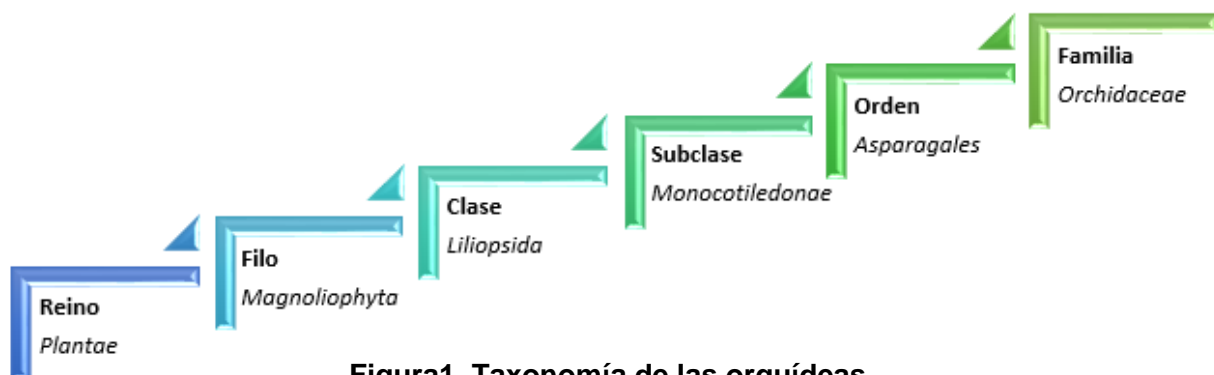 Reino
Plantae
Filo
Magnoliophyta
Clase
Liliopsida
Subclase
Monocotiledonae
Orden
Asparagales
Familia
Orchidaceae
Figura1. Taxonomía de las orquídeas